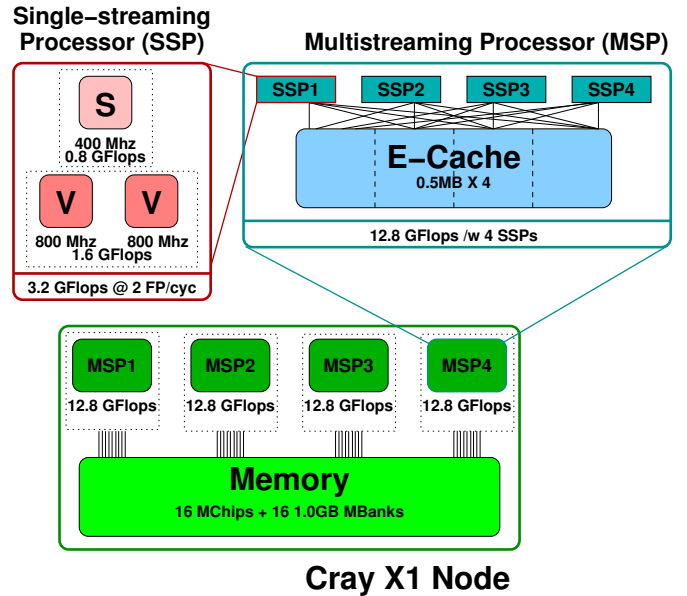 Single−streaming
Processor (SSP)
S
400 Mhz
0.8 GFlops
V V
800 Mhz 800 Mhz
1.6 GFlops
3.2 GFlops @ 2 FP/cyc
Multistreaming Processor (MSP)
SSP1 SSP2 SSP3 SSP4
E−Cache
0.5MB X 4
12.8 GFlops /w 4 SSPs
MSP1 MSP2 MSP3 MSP4
12.8 GFlops 12.8 GFlops 12.8 GFlops 12.8 GFlops
Memory
16 MChips + 16 1.0GB MBanks
Cray X1 Node